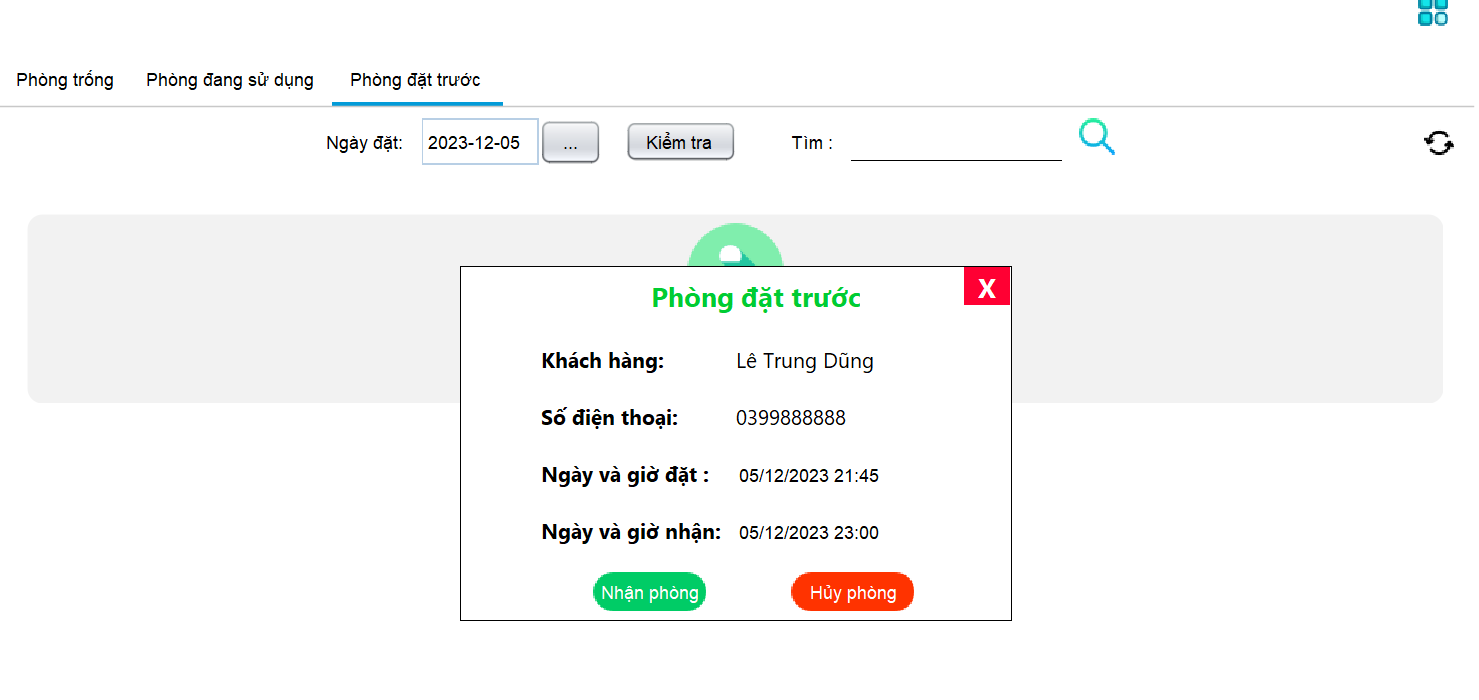 Phòng trống Phòng đang sử dụng Phòng đặt trước
Ngày đặt: 2023-12-05 ... Kiểm tra Tìm :
Phòng đặt trước X
Khách hàng: Lê Trung Dũng
Số điện thoại: 0399888888
Ngày và giờ đặt : 05/12/2023 21:45
Ngày và giờ nhận: 05/12/2023 23:00
Nhận phòng Hủy phòng